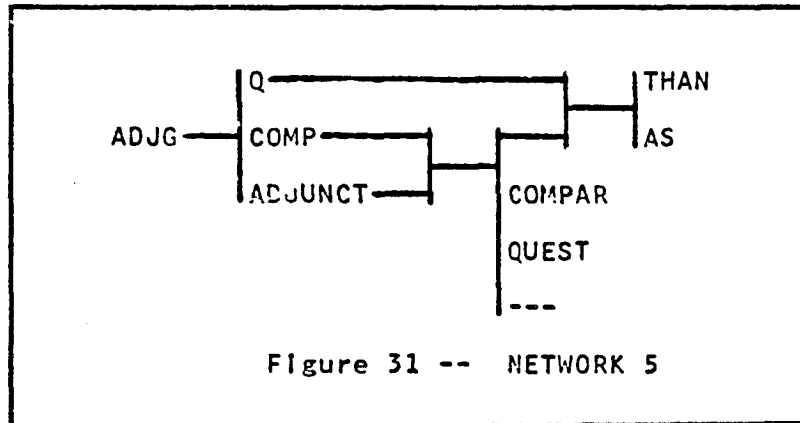 Q THAN
ADJG COMP AS
ADJUNCT COMPAR
QUEST
---
Figure 31 -- NETWORK 5